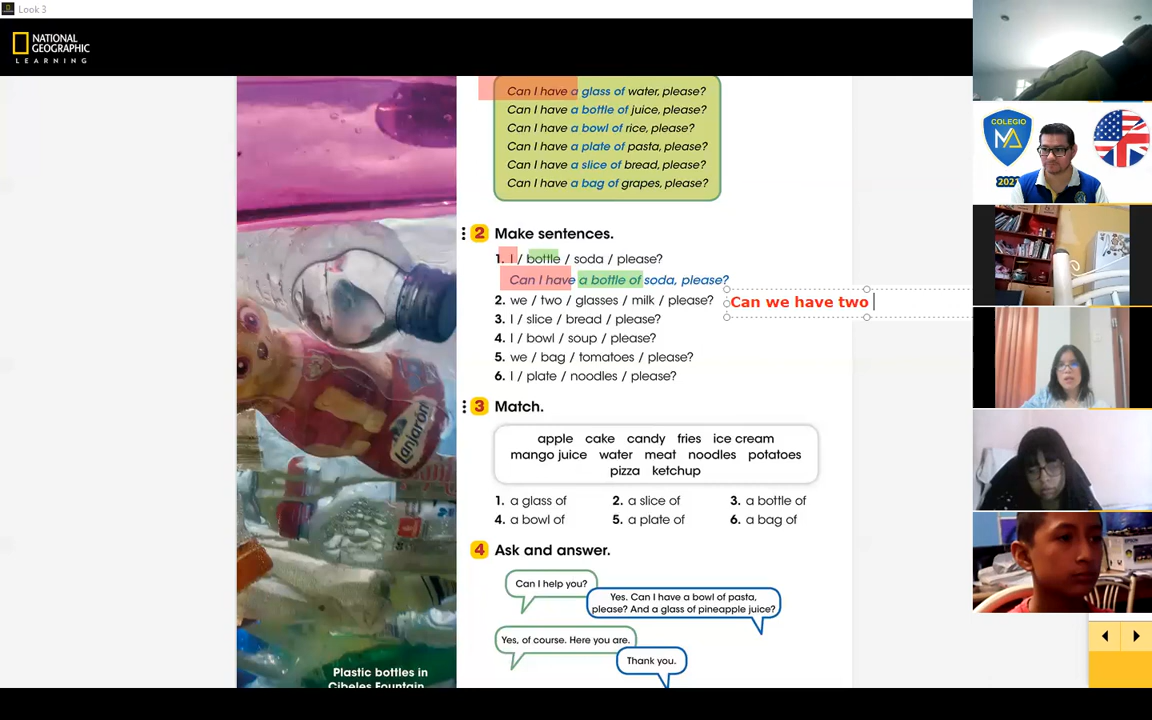 Look 3
NATIONAL
GEOGRAPHIC
LEARNING
Can I have a glass of water, please?
Can I have a bottle of juice, please?
Can I have a bowl of rice, please?
Can I have a plate of pasta, please?
Can I have a slice of bread, please?
Can I have a bag of grapes, please?
2 Make sentences.
1. I / bottle / soda / please?
Can I have a bottle of soda, please?
2. we / two / glasses / milk / please?
Can we have two
3. I / slice / bread / please?
4. I / bowl / soup / please?
5. we / bag / tomatoes / please?
6. I / plate / noodles / please?
3 Match.
apple cake candy fries ice cream
mango juice water meat noodles potatoes
pizza ketchup
1. a glass of 2. a slice of 3. a bottle of
4. a bowl of 5. a plate of 6. a bag of
4 Ask and answer.
Can I help you?
Yes. Can I have a bowl of pasta,
please? And a glass of pineapple juice?
Yes, of course. Here you are.
Thank you.
Lanjarón
Plastic bottles in
Cibeles Fountain
COLEGIO
MA